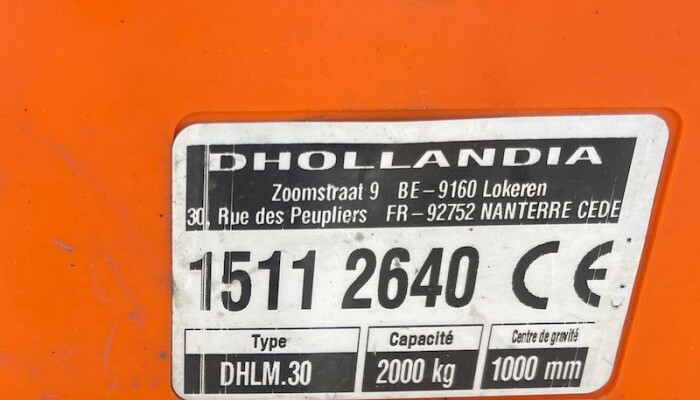 DHOLLANDIA
Zoomstraat 9 BE-9160 Lokeren
30, Rue des Peupliers FR-92752 NANTERRE CEDE
1511 2640 CE
Type Capacité Centre de gravité
DHLM.30 2000 kg 1000 mm